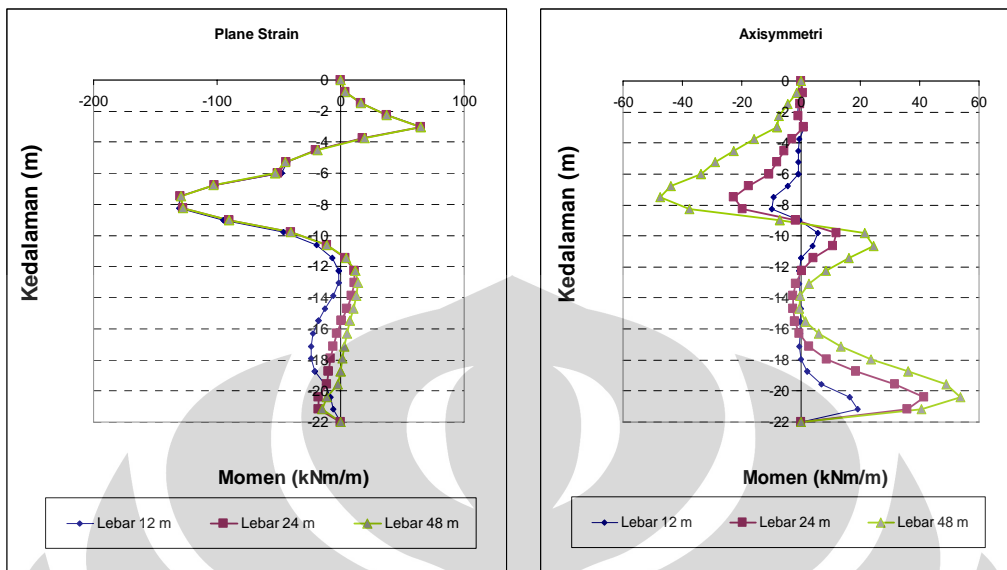 Plane Strain
-200 -100 0 100
0
-2
-4
-6
-8
-10
-12
-14
-16
-18
-20
-22
Kedalaman (m)
Momen (kNm/m)
Lebar 12 m Lebar 24 m Lebar 48 m
Axisymmetri
-60 -40 -20 0 20 40 60
0
-2
-4
-6
-8
-10
-12
-14
-16
-18
-20
-22
Kedalaman (m)
Momen (kNm/m)
Lebar 12 m Lebar 24 m Lebar 48 m